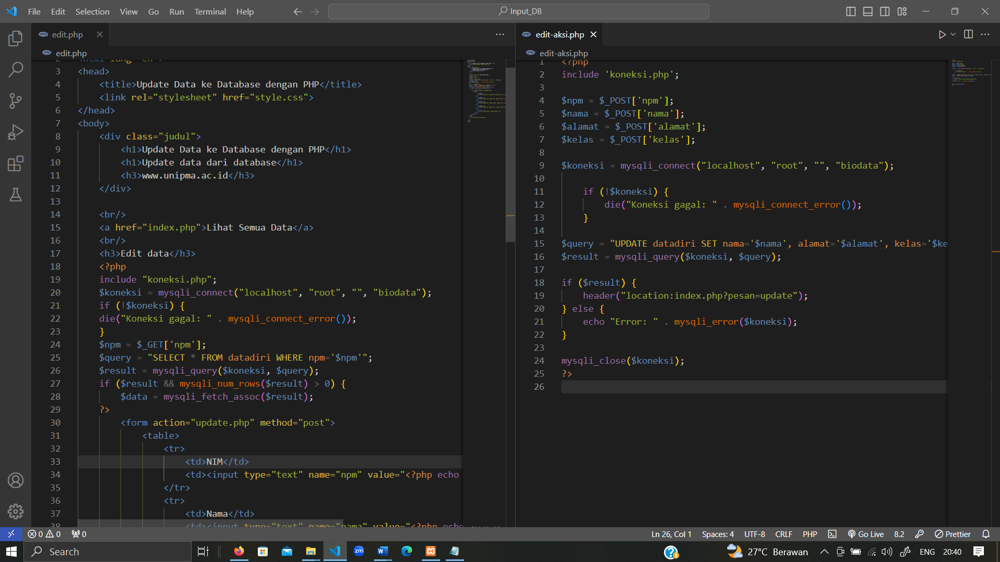 File Edit Selection View Go Run Terminal Help
Input_DB
edit.php
edit.php
3 <head>
4 <title>Update Data ke Database dengan PHP</title>
5 <link rel="stylesheet" href="style.css">
6 </head>
7 <body>
8 <div class="judul">
9 <h1>Update Data ke Database dengan PHP</h1>
10 <h1>Update data dari database</h1>
11 <h3>www.unipma.ac.id</h3>
12 </div>
13
14 <br/>
15 <a href="index.php">Lihat Semua Data</a>
16 <br/>
17 <h3>Edit data</h3>
18 <?php
19 include "koneksi.php";
20 $koneksi = mysqli_connect("localhost", "root", "", "biodata");
21 if (!$koneksi) {
22 die("Koneksi gagal: " . mysqli_connect_error());
23 }
24 $npm = $_GET['npm'];
25 $query = "SELECT * FROM datadiri WHERE npm='$npm'";
26 $result = mysqli_query($koneksi, $query);
27 if ($result && mysqli_num_rows($result) > 0) {
28 $data = mysqli_fetch_assoc($result);
29 ?>
30 <form action="update.php" method="post">
31 <table>
32 <tr>
33 <td>NIM</td>
34 <td><input type="text" name="npm" value="<?php echo
35 </tr>
36 <tr>
37 <td>Nama</td>
38 <td><input type="text" name="nama" value="<?php echo
edit-aksi.php
edit-aksi.php
1 <?php
2 include 'koneksi.php';
3
4 $npm = $_POST['npm'];
5 $nama = $_POST['nama'];
6 $alamat = $_POST['alamat'];
7 $kelas = $_POST['kelas'];
8
9 $koneksi = mysqli_connect("localhost", "root", "", "biodata");
10
11 if (!$koneksi) {
12 die("Koneksi gagal: " . mysqli_connect_error());
13 }
14
15 $query = "UPDATE datadiri SET nama='$nama', alamat='$alamat', kelas='$ke
16 $result = mysqli_query($koneksi, $query);
17
18 if ($result) {
19 header("location:index.php?pesan=update");
20 } else {
21 echo "Error: " . mysqli_error($koneksi);
22 }
23
24 mysqli_close($koneksi);
25 ?>
26
0 0 0
Ln 26, Col 1 Spaces: 4 UTF-8 CRLF PHP Go Live 8.2 Prettier
Search
27°C Berawan ENG 20:40